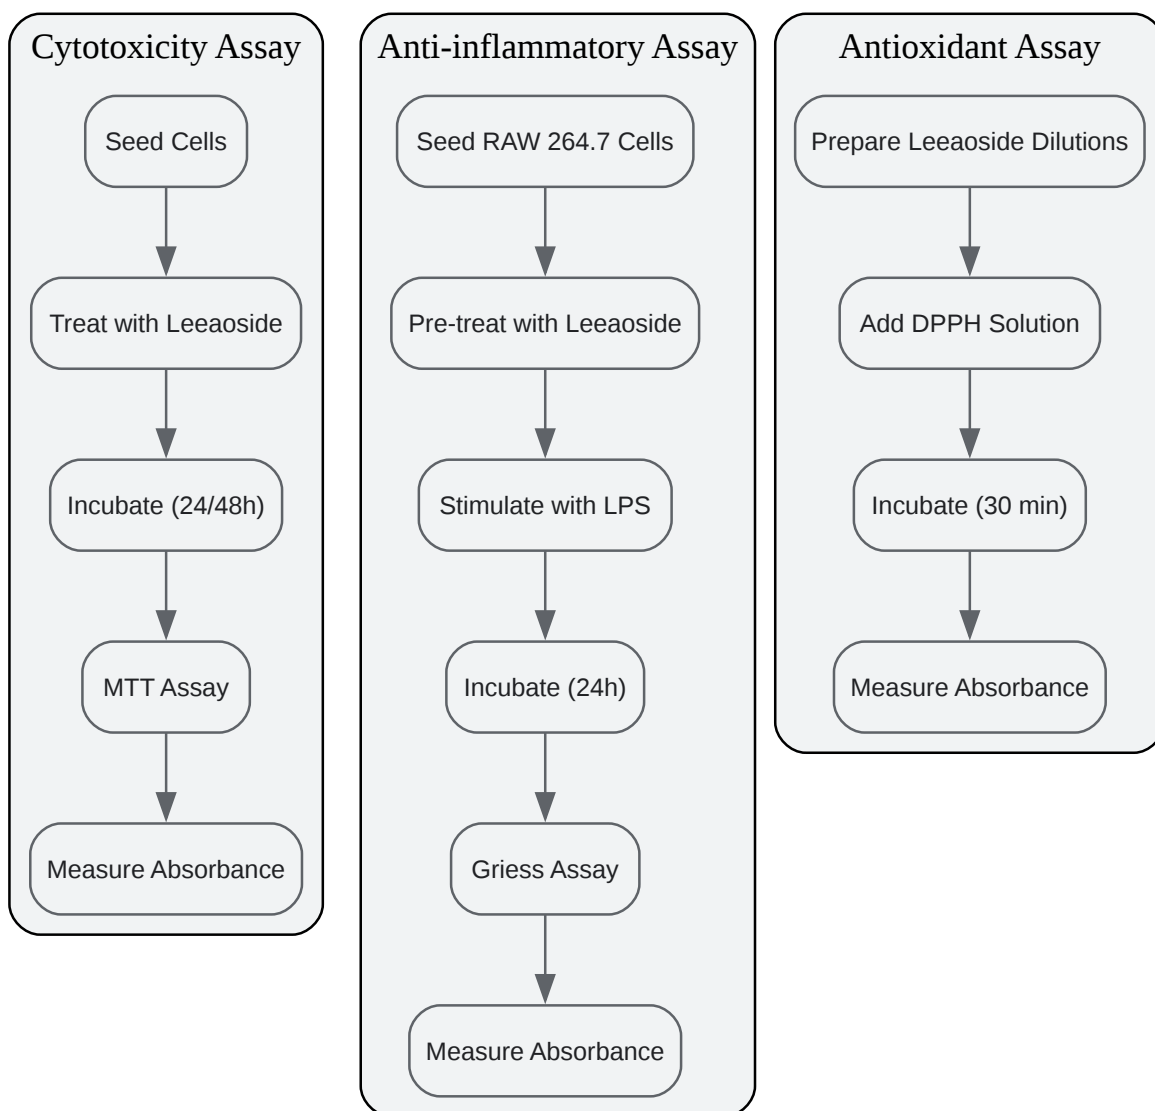 Cytotoxicity Assay
Seed Cells
Treat with Leeaoside
Incubate (24/48h)
MTT Assay
Measure Absorbance
Anti-inflammatory Assay
Seed RAW 264.7 Cells
Pre-treat with Leeaoside
Stimulate with LPS
Incubate (24h)
Griess Assay
Measure Absorbance
Antioxidant Assay
Prepare Leeaoside Dilutions
Add DPPH Solution
Incubate (30 min)
Measure Absorbance